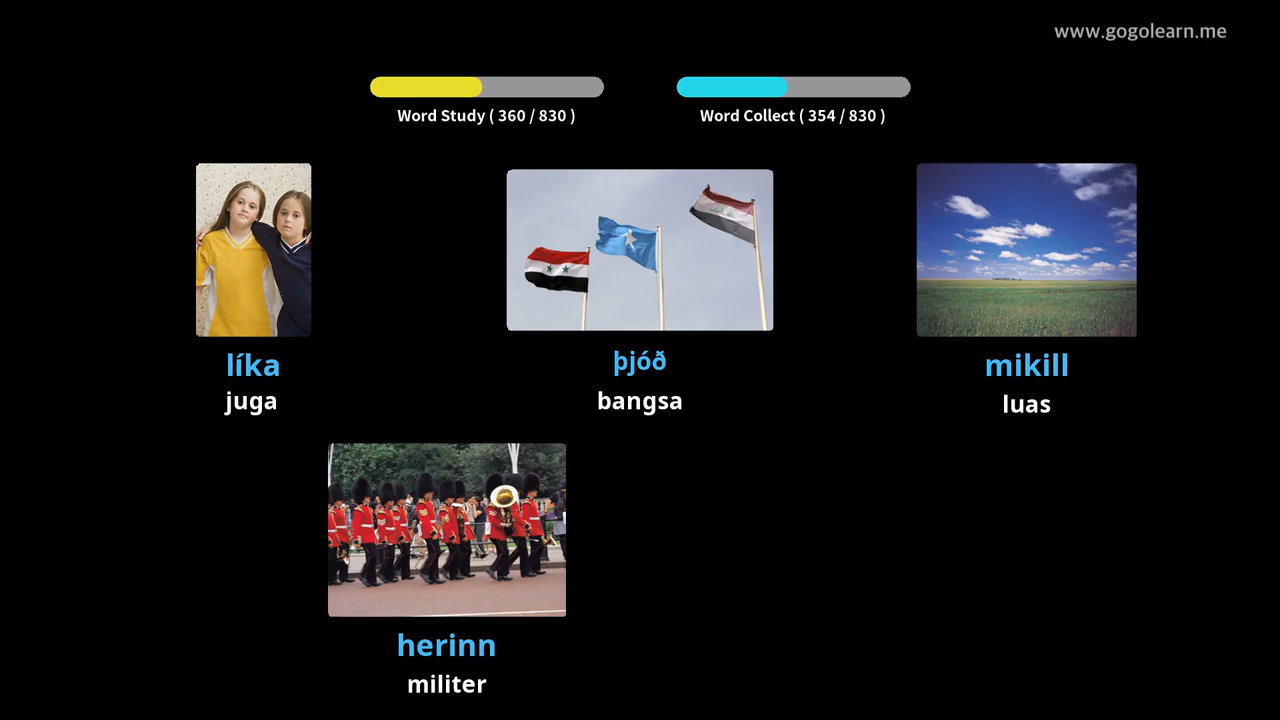 www.gogolearn.me
Word Study ( 360 / 830 )
Word Collect ( 354 / 830 )
líka
juga
þjóð
bangsa
mikill
luas
herinn
militer